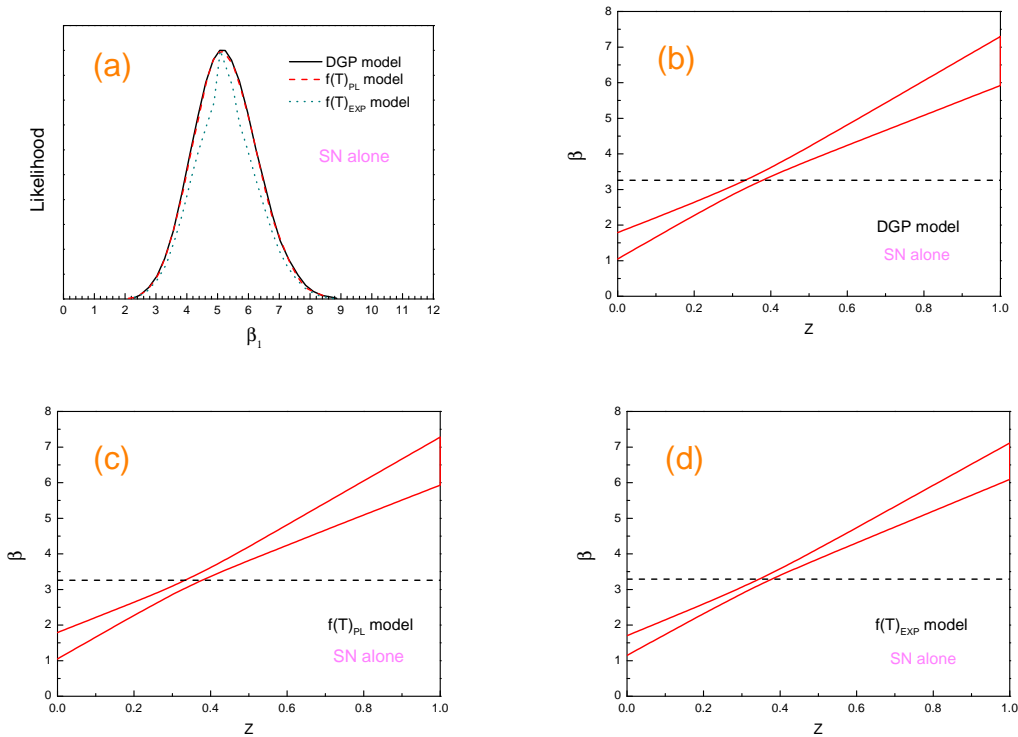 (a)
DGP model
f(T)PL model
f(T)EXP model
SN alone
Likelihood
0 1 2 3 4 5 6 7 8 9 10 11 12
β1
(b)
8
7
6
5
4
3
2
1
0
β
DGP model
SN alone
0.0 0.2 0.4 0.6 0.8 1.0
Z
(c)
8
7
6
5
4
3
2
1
0
β
f(T)PL model
SN alone
0.0 0.2 0.4 0.6 0.8 1.0
Z
(d)
8
7
6
5
4
3
2
1
0
β
f(T)EXP model
SN alone
0.0 0.2 0.4 0.6 0.8 1.0
Z